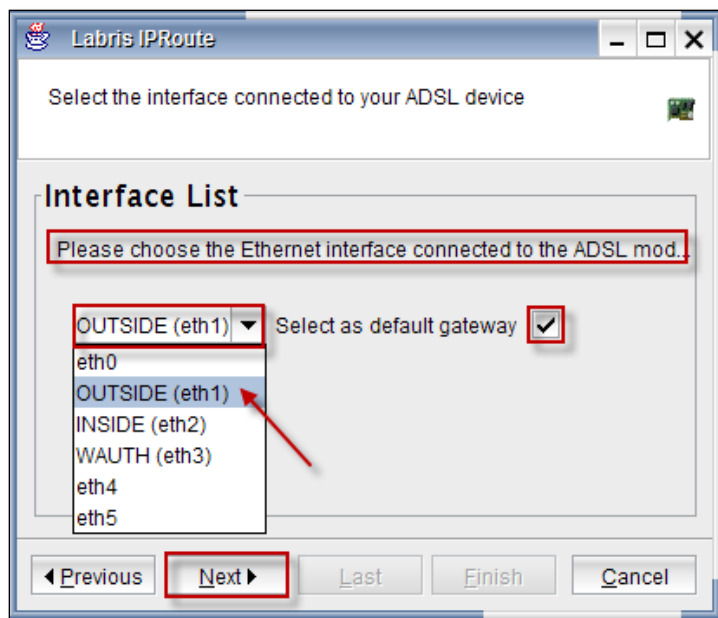 Labris IPRoute
Select the interface connected to your ADSL device
Interface List
Please choose the Ethernet interface connected to the ADSL mod...
OUTSIDE (eth1) Select as default gateway
eth0
OUTSIDE (eth1)
INSIDE (eth2)
WAUTH (eth3)
eth4
eth5
Previous Next Last Finish Cancel